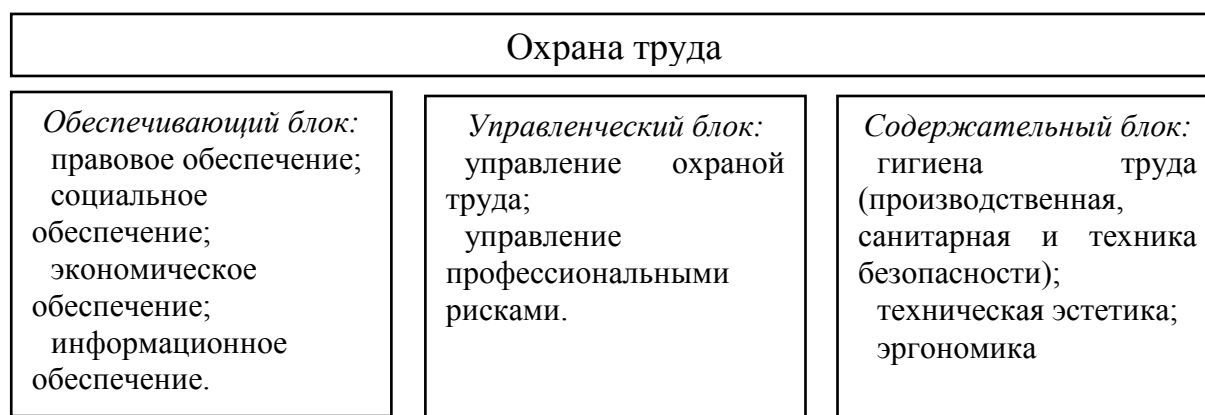 Охрана труда
Обеспечивающий блок:
правовое обеспечение;
социальное
обеспечение;
экономическое
обеспечение;
информационное
обеспечение.
Управленческий блок:
управление охраной
труда;
управление
профессиональными
рисками.
Содержательный блок:
гигиена труда
(производственная,
санитарная и техника
безопасности);
техническая эстетика;
эргономика